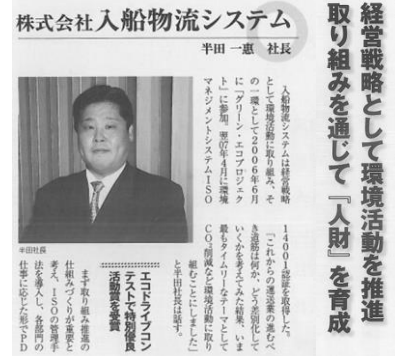 株式会社入船物流システム
半田 一惠 社長
経営戦略として環境活動を推進
取り組みを通じて『人財』を育成
入船物流システムは経営戦略
として環境活動に取り組み、そ
の一環として2006年6月
に「グリーン・エコプロジェク
ト」に参加。翌07年4月に環境
マネジメントシステムISO
14001認証を取得した。
「これからの運送業の進むべ
き道筋は何か、どう差別化して
いくかを考えてみた結果、いま
最もタイムリーなテーマとして
CO₂削減など環境活動に取り
組むことにしました」
と半田社長は話す。
半田社長
エコドライブコン
テストで特別優良
活動賞を受賞
まず取り組み推進の
仕組みづくりが重要と
考え、ISOの管理手
法を導入し、各部門の
仕事に応じた形でPD